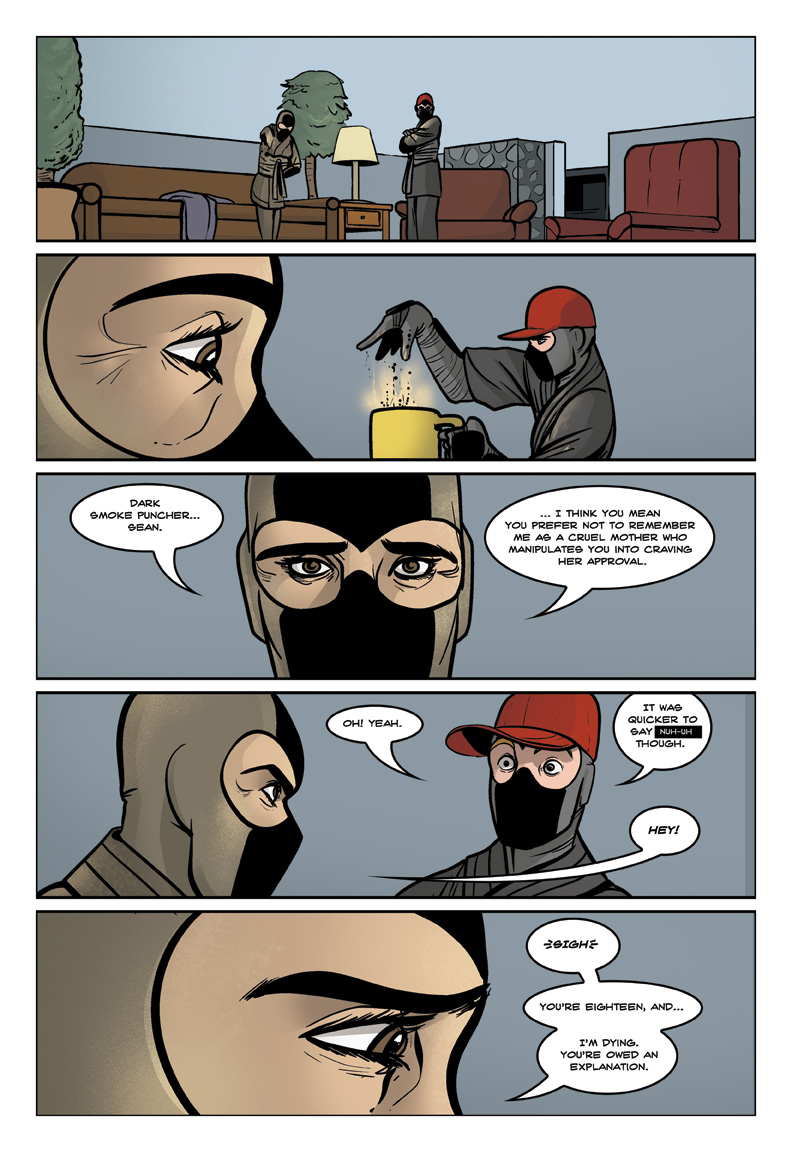 DARK
SMOKE PUNCHER...
SEAN.
... I THINK YOU MEAN
YOU PREFER NOT TO REMEMBER
ME AS A CRUEL MOTHER WHO
MANIPULATES YOU INTO CRAVING
HER APPROVAL.
OH! YEAH.
IT WAS
QUICKER TO
SAY NUH-UH
THOUGH.
HEY!
SIGH
YOU'RE EIGHTEEN, AND...
I'M DYING.
YOU'RE OWED AN
EXPLANATION.